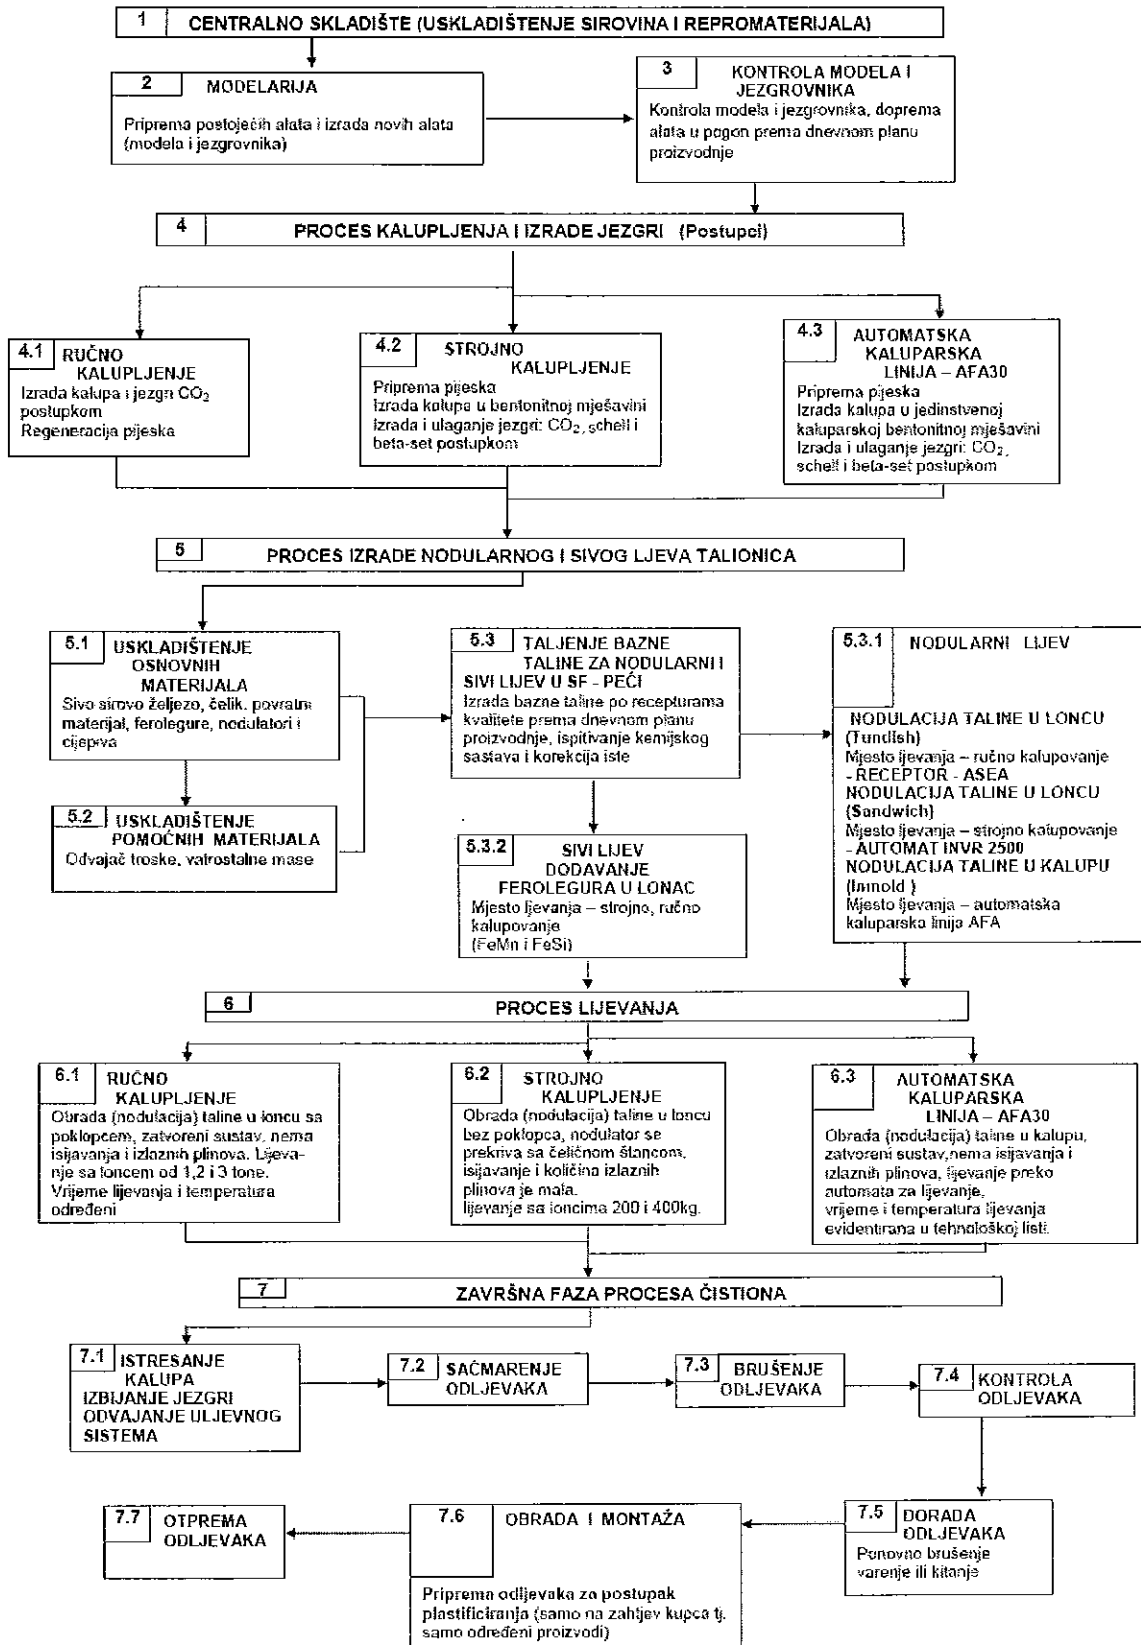 1 CENTRALNO SKLADIŠTE (USKLADIŠTENJE SIROVINA I REPROMATERIJALA)
2 MODELARIJA
Priprema postojećih alata i izrada novih alata
(modela i jezgrovnika)
3 KONTROLA MODELA I
JEZGROVNIKA
Kontrola modela i jezgrovnika, doprema
alata u pogon prema dnevnom planu
proizvodnje
4 PROCES KALUPLJENJA I IZRADE JEZGRI (Postupci)
4.1 RUČNO
KALUPLJENJE
Izrada kalupa i jezgri CO2
postupkom
Regeneracija pijeska
4.2 STROJNO
KALUPLJENJE
Priprema pijeska
Izrada kalupa u bentonitnoj mješavini
Izrada i ulaganje jezgri: CO2, schell i
beta-set postupkom
4.3 AUTOMATSKA
KALUPARSKA
LINIJA – AFA30
Priprema pijeska
Izrada kalupa u jedinstvenoj
kaluparskoj bentonitnoj mješavini
Izrada i ulaganje jezgri: CO2,
schell i beta-set postupkom
5 PROCES IZRADE NODULARNOG I SIVOG LJEVA TALIONICA
5.1 USKLADIŠTENJE
OSNOVNIH
MATERIJALA
Sivo sirovo željezo, čelik, povratni
materijal, ferolegure, nodulatori i
cijepiva
5.2 USKLADIŠTENJE
POMOĆNIH MATERIJALA
Odvajač troske, vatrostalne mase
5.3 TALJENJE BAZNE
TALINE ZA NODULARNI I
SIVI LIJEV U SF - PEĆI
Izrada bazne taline po recepturama
kvalitete prema dnevnom planu
proizvodnje, ispitivanje kemijskog
sastava i korekcija iste
5.3.1 NODULARNI LIJEV
NODULACIJA TALINE U LONCU
(Tundish)
Mjesto ljevanja – ručno kalupovanje
- RECEPTOR - ASEA
NODULACIJA TALINE U LONCU
(Sandwich)
Mjesto ljevanja – strojno kalupovanje
- AUTOMAT INVR 2500
NODULACIJA TALINE U KALUPU
(Inmold )
Mjesto ljevanja – automatska
kaluparska linija AFA
5.3.2 SIVI LIJEV
DODAVANJE
FEROLEGURA U LONAC
Mjesto ljevanja – strojno, ručno
kalupovanje
(FeMn i FeSi)
6 PROCES LIJEVANJA
6.1 RUČNO
KALUPLJENJE
Obrada (nodulacija) taline u loncu sa
poklopcem, zatvoreni sustav, nema
isijavanja i izlaznih plinova. Lijeva-
nje sa loncem od 1,2 i 3 tone.
Vrijeme lijevanja i temperatura
određeni
6.2 STROJNO
KALUPLJENJE
Obrada (nodulacija) taline u loncu
bez poklopca, nodulator se
prekriva sa čeličnom štancom,
isijavanje i količina izlaznih
plinova je mala.
lijevanje sa loncima 200 i 400kg.
6.3 AUTOMATSKA
KALUPARSKA
LINIJA – AFA30
Obrada (nodulacija) taline u kalupu,
zatvoreni sustav,nema isijavanja i
izlaznih plinova, lijevanje preko
automata za lijevanje,
vrijeme i temperatura lijevanja
evidentirana u tehnološkoj listi.
7 ZAVRŠNA FAZA PROCESA ČISTIONA
7.1 ISTRESANJE
KALUPA
IZBIJANJE JEZGRI
ODVAJANJE ULJEVNOG
SISTEMA
7.2 SAČMARENJE
ODLJEVAKA
7.3 BRUŠENJE
ODLJEVAKA
7.4 KONTROLA
ODLJEVAKA
7.5 DORADA
ODLJEVAKA
Ponovno brušenje
varenje ili kitanje
7.6 OBRADA I MONTAŽA
Priprema odljevaka za postupak
plastificiranja (samo na zahtjev kupca tj.
samo određeni proizvodi)
7.7 OTPREMA
ODLJEVAKA